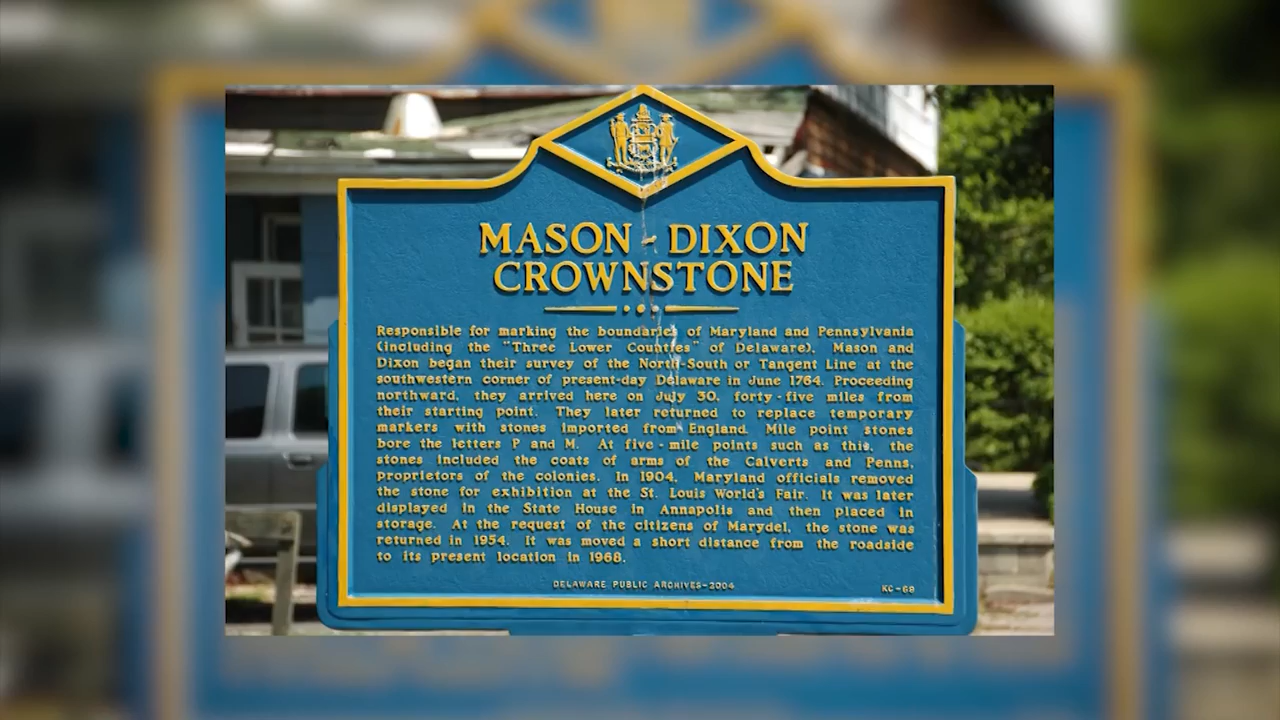 MASON - DIXON
CROWNSTONE
Responsible for marking the boundaries of Maryland and Pennsylvania
(including the "Three Lower Counties" of Delaware), Mason and
Dixon began their survey of the North-South or Tangent Line at the
southwestern corner of present-day Delaware in June 1764. Proceeding
northward, they arrived here on July 30, forty-five miles from
their starting point. They later returned to replace temporary
markers with stones imported from England. Mile point stones
bore the letters P and M. At five-mile points such as this, the
stones included the coats of arms of the Calverts and Penns,
proprietors of the colonies. In 1904, Maryland officials removed
the stone for exhibition at the St. Louis World's Fair. It was later
displayed in the State House in Annapolis and then placed in
storage. At the request of the citizens of Marydel, the stone was
returned in 1954. It was moved a short distance from the roadside
to its present location in 1968.
DELAWARE PUBLIC ARCHIVES-2004
KC-69